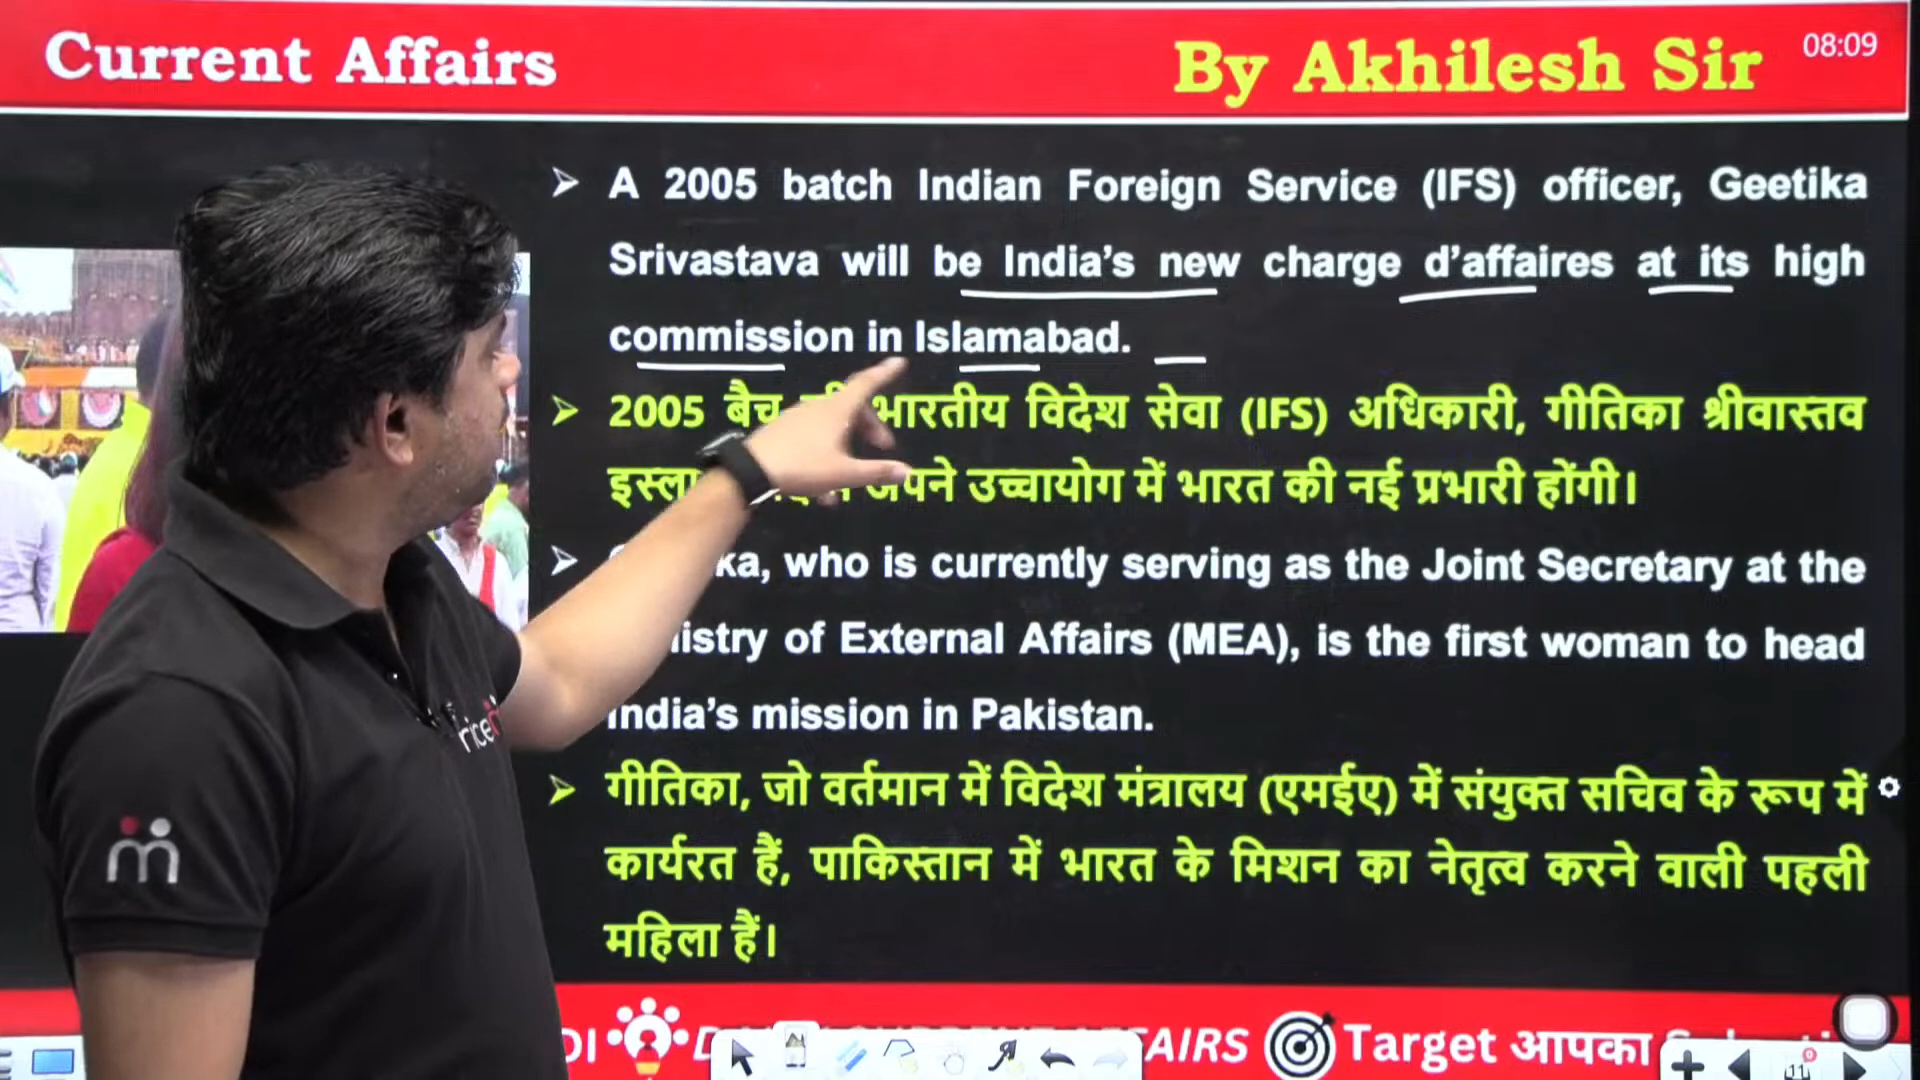 Current Affairs
By Akhilesh Sir
08:09
➢ A 2005 batch Indian Foreign Service (IFS) officer, Geetika
Srivastava will be India's new charge d'affaires at its high
commission in Islamabad.
➢ 2005 बैच भारतीय विदेश सेवा (IFS) अधिकारी, गीतिका श्रीवास्तव
अपने उच्चायोग में भारत की नई प्रभारी होंगी।
➢ who is currently serving as the Joint Secretary at the
of External Affairs (MEA), is the first woman to head
India's mission in Pakistan.
➢ गीतिका, जो वर्तमान में विदेश मंत्रालय (एमईए) में संयुक्त सचिव के रूप में
कार्यरत हैं, पाकिस्तान में भारत के मिशन का नेतृत्व करने वाली पहली
महिला हैं।
Target आपका
11